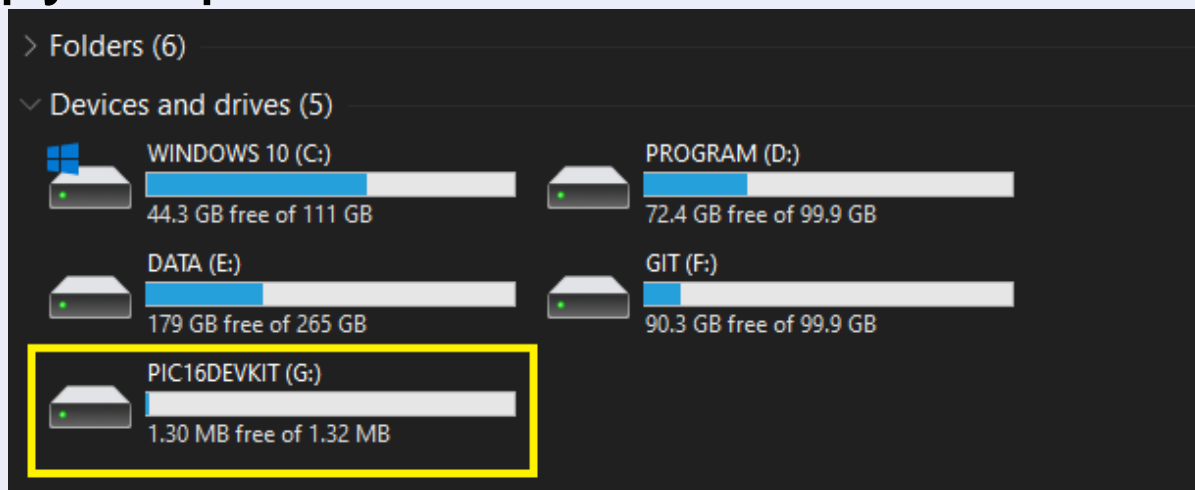 Folders (6)
Devices and drives (5)
WINDOWS 10 (C:)
44.3 GB free of 111 GB
PROGRAM (D:)
72.4 GB free of 99.9 GB
DATA (E:)
179 GB free of 265 GB
GIT (F:)
90.3 GB free of 99.9 GB
PIC16DEVKIT (G:)
1.30 MB free of 1.32 MB